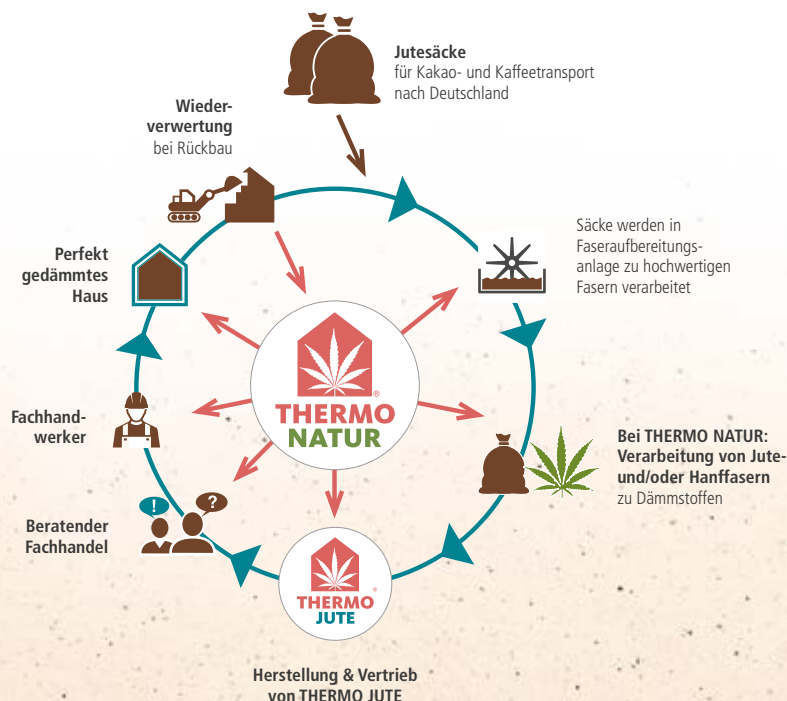 Jutesäcke
für Kakao- und Kaffeetransport
nach Deutschland
Säcke werden in
Faseraufbereitungs-
anlage zu hochwertigen
Fasern verarbeitet
Bei THERMO NATUR:
Verarbeitung von Jute-
und/oder Hanffasern
zu Dämmstoffen
THERMO
JUTE
Herstellung & Vertrieb
von THERMO JUTE
! ?
Beratender
Fachhandel
Fachhand-
werker
Perfekt
gedämmtes
Haus
Wieder-
verwertung
bei Rückbau
®
THERMO
NATUR